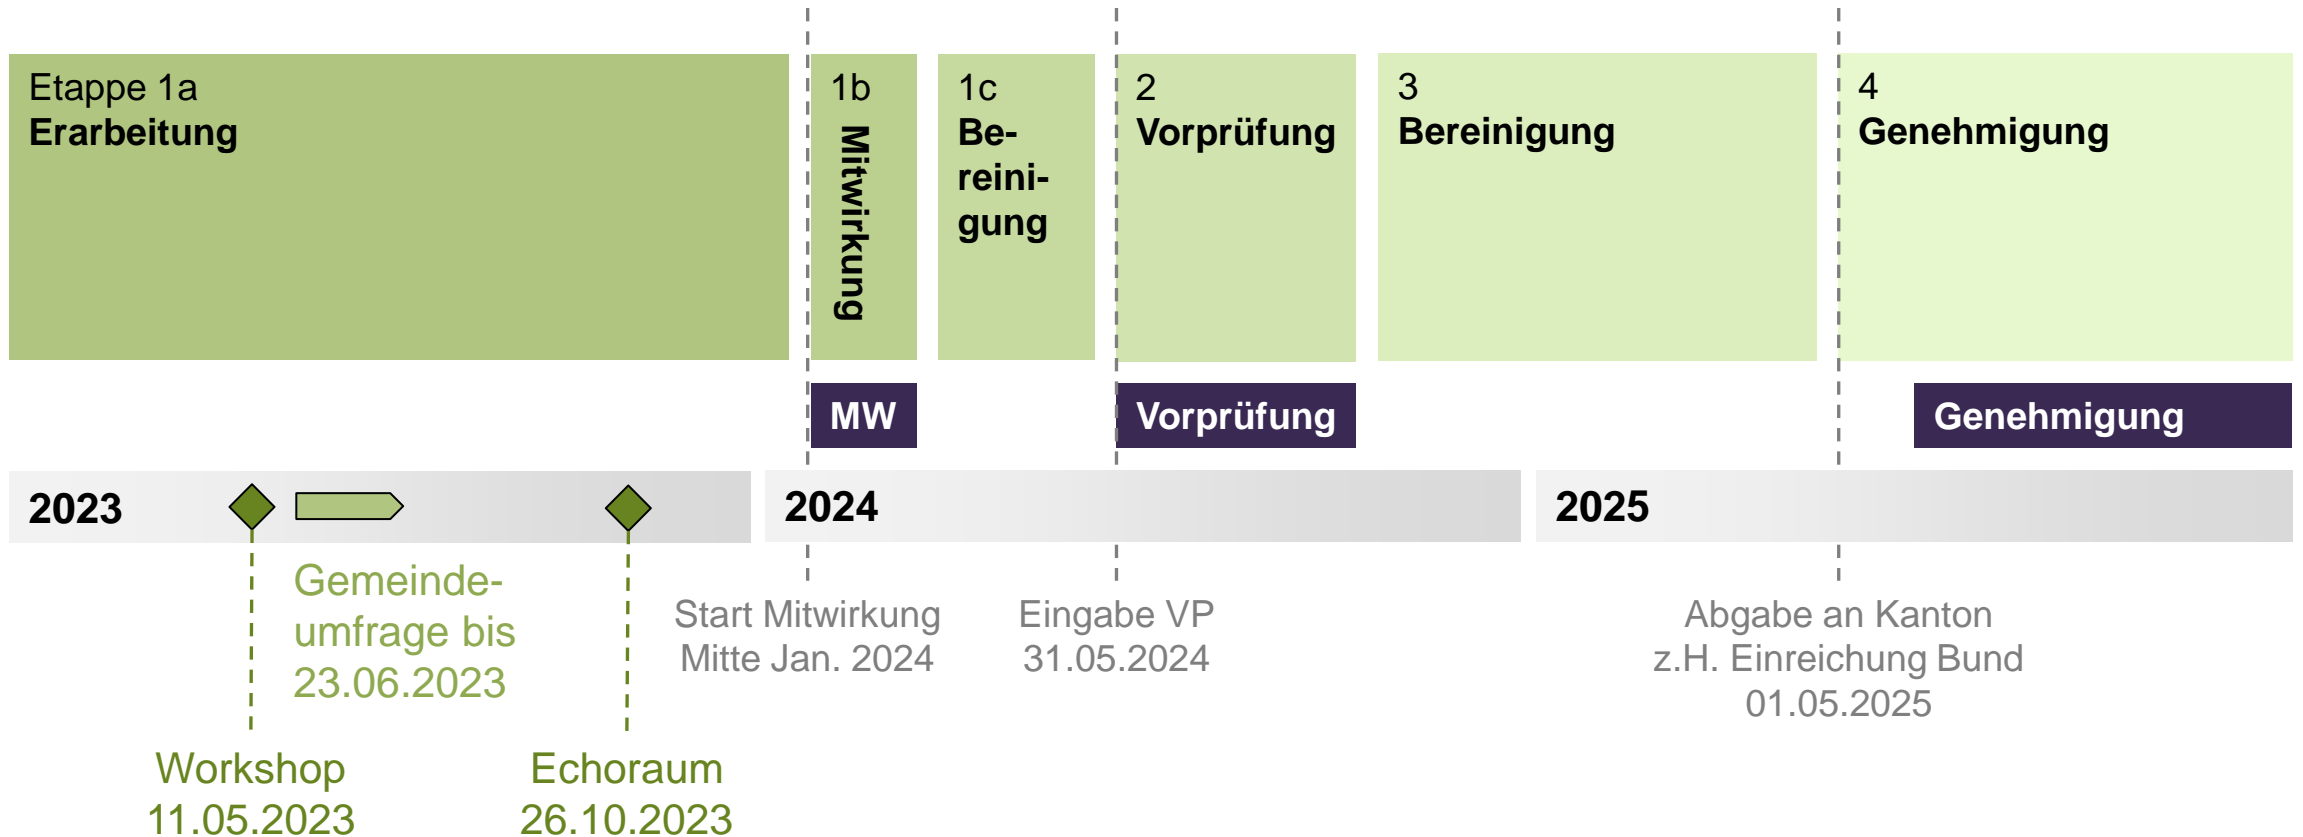 Etappe 1a
Erarbeitung
1b
Mitwirkung
1c
Be-
reini-
gung
2
Vorprüfung
3
Bereinigung
4
Genehmigung
MW
Vorprüfung
Genehmigung
2023
2024
2025
Gemeinde-
umfrage bis
23.06.2023
Start Mitwirkung
Mitte Jan. 2024
Eingabe VP
31.05.2024
Abgabe an Kanton
z.H. Einreichung Bund
01.05.2025
Workshop
11.05.2023
Echoraum
26.10.2023